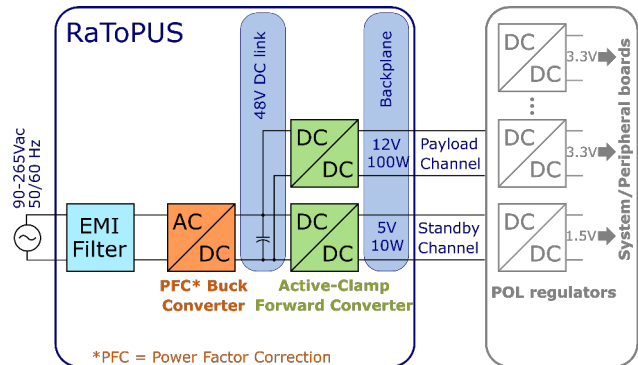 RaToPUS
90-265Vac
50/60 Hz
EMI
Filter
AC
DC
PFC* Buck
Converter
48V DC link
DC
DC
DC
DC
Active-Clamp
Forward Converter
Backplane
12V
100W
5V
10W
Payload
Channel
Standby
Channel
DC
DC
3.3V
...
DC
DC
3.3V
DC
DC
1.5V
POL regulators
System/Peripheral boards
*PFC = Power Factor Correction